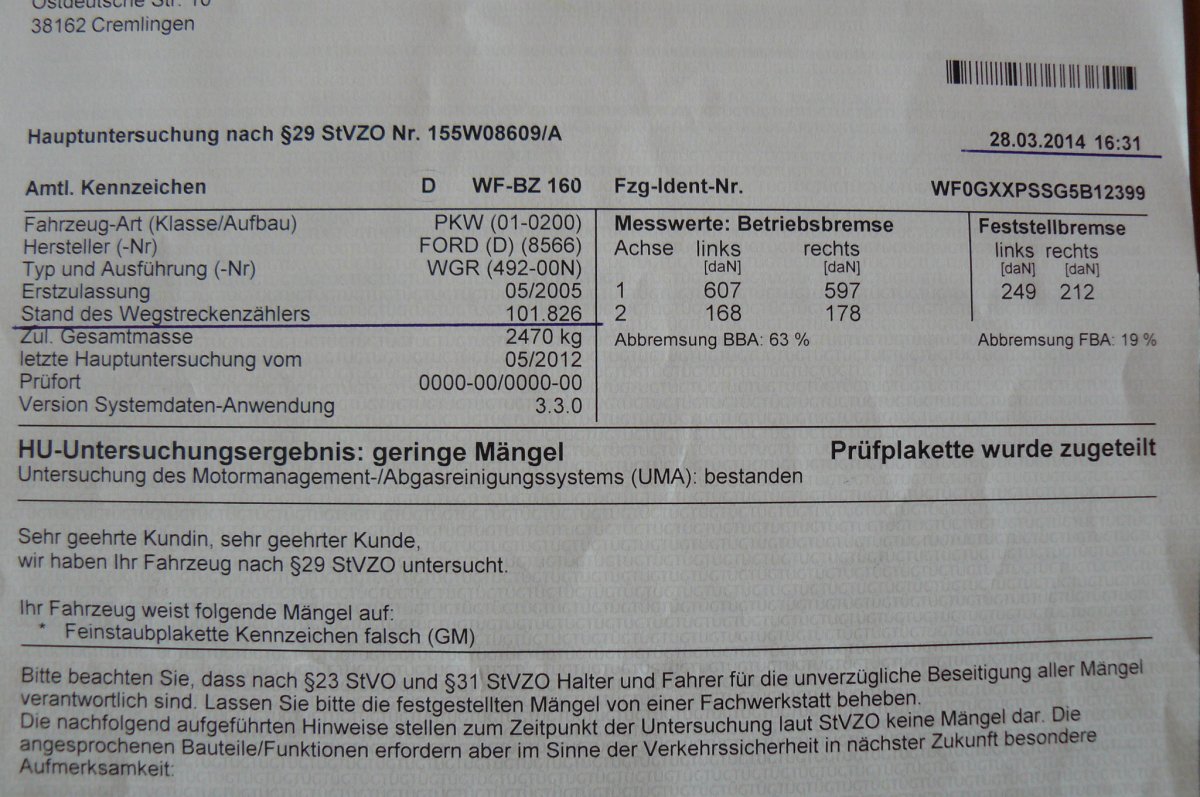 Ostdeutsche Str. 10
38162 Cremlingen
Hauptuntersuchung nach §29 StVZO Nr. 155W08609/A
28.03.2014 16:31
Amtl. Kennzeichen D WF-BZ 160
Fzg-Ident-Nr. WF0GXXPSSG5B12399
Fahrzeug-Art (Klasse/Aufbau) PKW (01-0200)
Hersteller (-Nr) FORD (D) (8566)
Typ und Ausführung (-Nr) WGR (492-00N)
Erstzulassung 05/2005
Stand des Wegstreckenzählers 101.826
Zul. Gesamtmasse 2470 kg
letzte Hauptuntersuchung vom 05/2012
Prüfort 0000-00/0000-00
Version Systemdaten-Anwendung 3.3.0
Messwerte: Betriebsbremse
Achse links rechts
[daN] [daN]
1 607 597
2 168 178
Abbremsung BBA: 63 %
Feststellbremse
links rechts
[daN] [daN]
249 212
Abbremsung FBA: 19 %
HU-Untersuchungsergebnis: geringe Mängel Prüfplakette wurde zugeteilt
Untersuchung des Motormanagement-/Abgasreinigungssystems (UMA): bestanden
Sehr geehrte Kundin, sehr geehrter Kunde,
wir haben Ihr Fahrzeug nach §29 StVZO untersucht.
Ihr Fahrzeug weist folgende Mängel auf:
* Feinstaubplakette Kennzeichen falsch (GM)
Bitte beachten Sie, dass nach §23 StVO und §31 StVZO Halter und Fahrer für die unverzügliche Beseitigung aller Mängel
verantwortlich sind. Lassen Sie bitte die festgestellten Mängel von einer Fachwerkstatt beheben.
Die nachfolgend aufgeführten Hinweise stellen zum Zeitpunkt der Untersuchung laut StVZO keine Mängel dar. Die
angesprochenen Bauteile/Funktionen erfordern aber im Sinne der Verkehrssicherheit in nächster Zukunft besondere
Aufmerksamkeit: